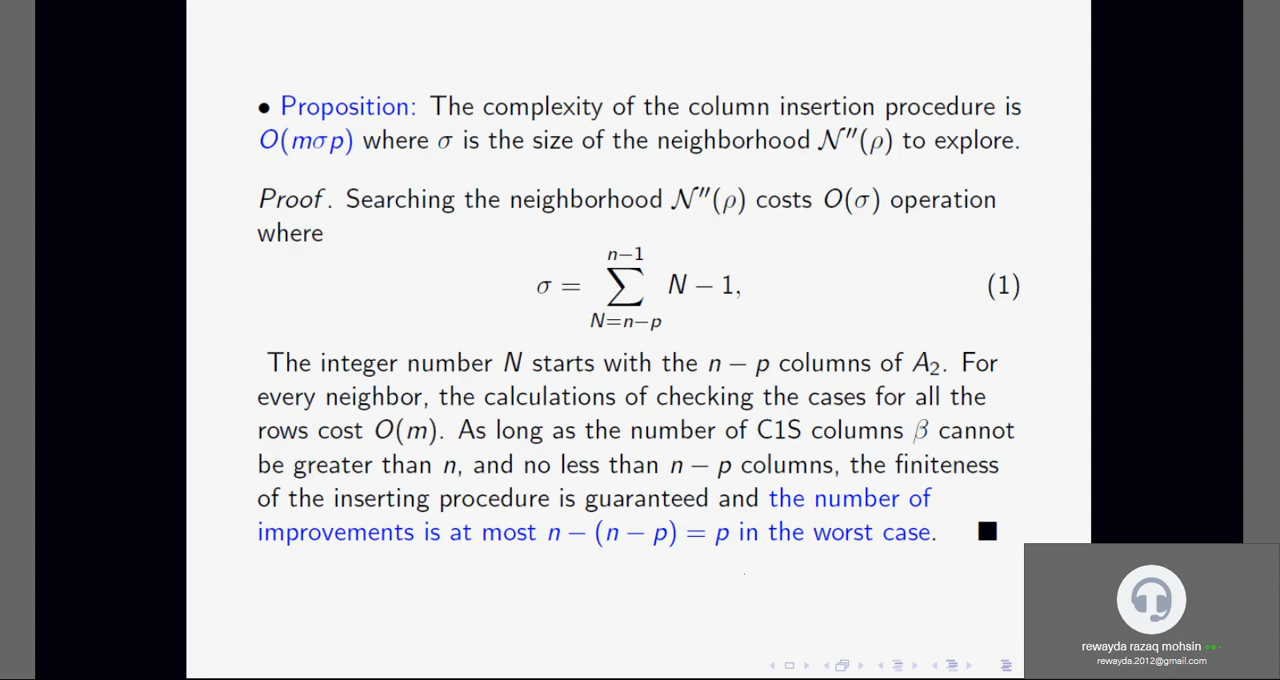 • Proposition: The complexity of the column insertion procedure is
O(mσp) where σ is the size of the neighborhood 𝒩″(ρ) to explore.
Proof. Searching the neighborhood 𝒩″(ρ) costs O(σ) operation
where
σ = ∑_{N=n−p}^{n−1} N − 1, (1)
The integer number N starts with the n − p columns of A₂. For
every neighbor, the calculations of checking the cases for all the
rows cost O(m). As long as the number of C1S columns β cannot
be greater than n, and no less than n − p columns, the finiteness
of the inserting procedure is guaranteed and the number of
improvements is at most n − (n − p) = p in the worst case. ■
rewayda razaq mohsin
rewayda.2012@gmail.com